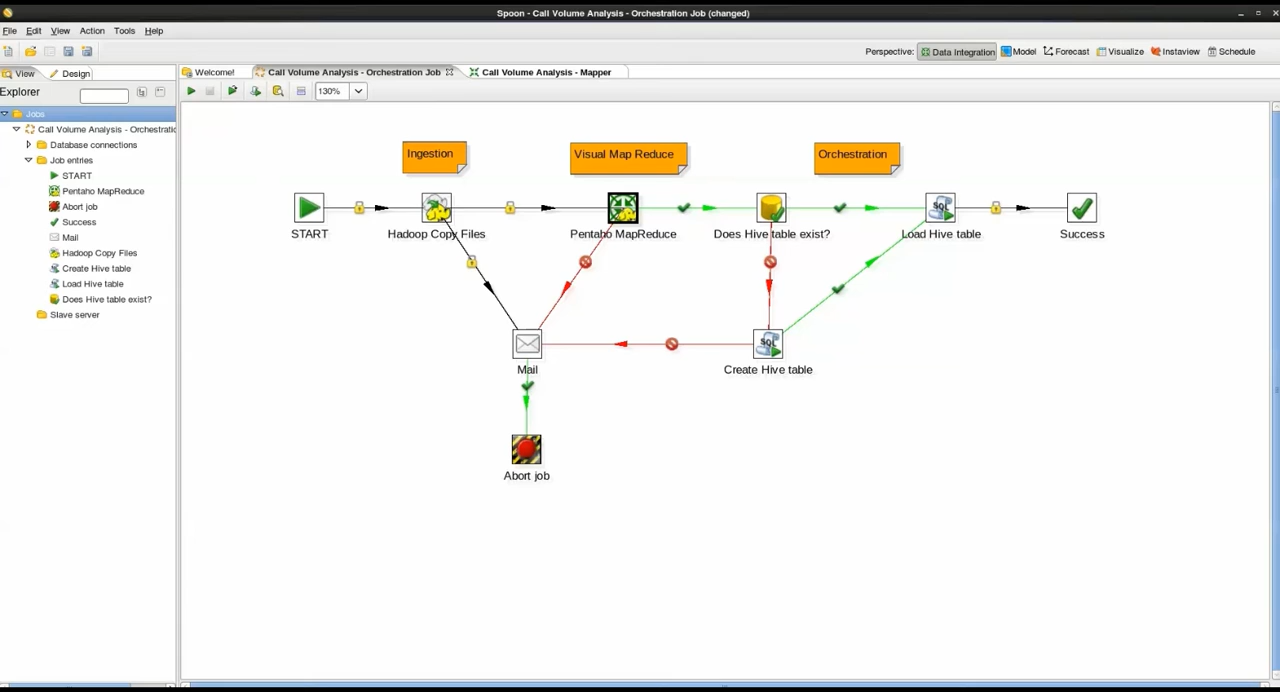 Spoon - Call Volume Analysis - Orchestration Job (changed)
File Edit View Action Tools Help
Perspective: Data Integration Model Forecast Visualize Instaview Schedule
View Design
Welcome! Call Volume Analysis - Orchestration Job Call Volume Analysis - Mapper
Explorer
130%
Jobs
Call Volume Analysis - Orchestratic
Database connections
Job entries
START
Pentaho MapReduce
Abort job
Success
Mail
Hadoop Copy Files
Create Hive table
Load Hive table
Does Hive table exist?
Slave server
Ingestion
Visual Map Reduce
Orchestration
START
Hadoop Copy Files
Pentaho MapReduce
Does Hive table exist?
SQL
Load Hive table
Success
Mail
SQL
Create Hive table
Abort job